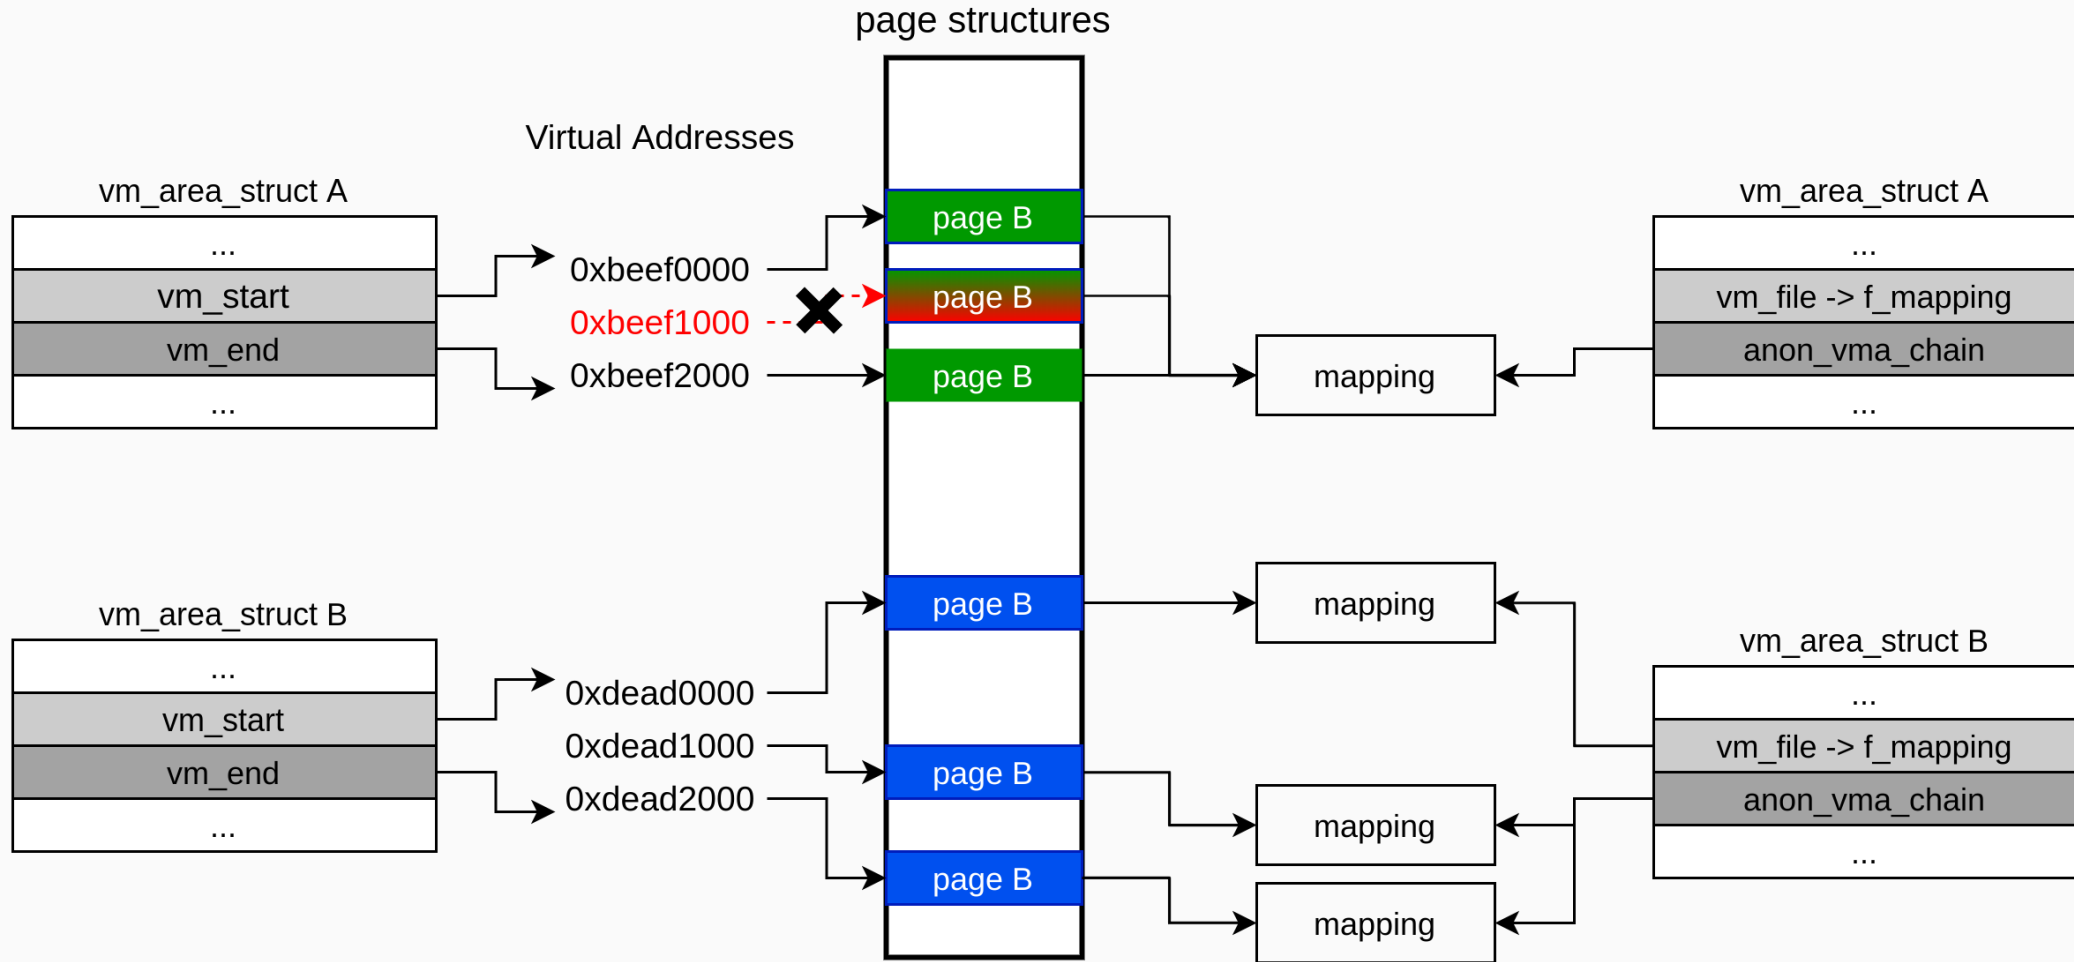 page structures
Virtual Addresses
vm_area_struct A
...
vm_start
vm_end
...
0xbeef0000
0xbeef1000
0xbeef2000
page B
page B
page B
mapping
vm_area_struct A
...
vm_file -> f_mapping
anon_vma_chain
...
vm_area_struct B
...
vm_start
vm_end
...
0xdead0000
0xdead1000
0xdead2000
page B
page B
page B
mapping
mapping
mapping
vm_area_struct B
...
vm_file -> f_mapping
anon_vma_chain
...